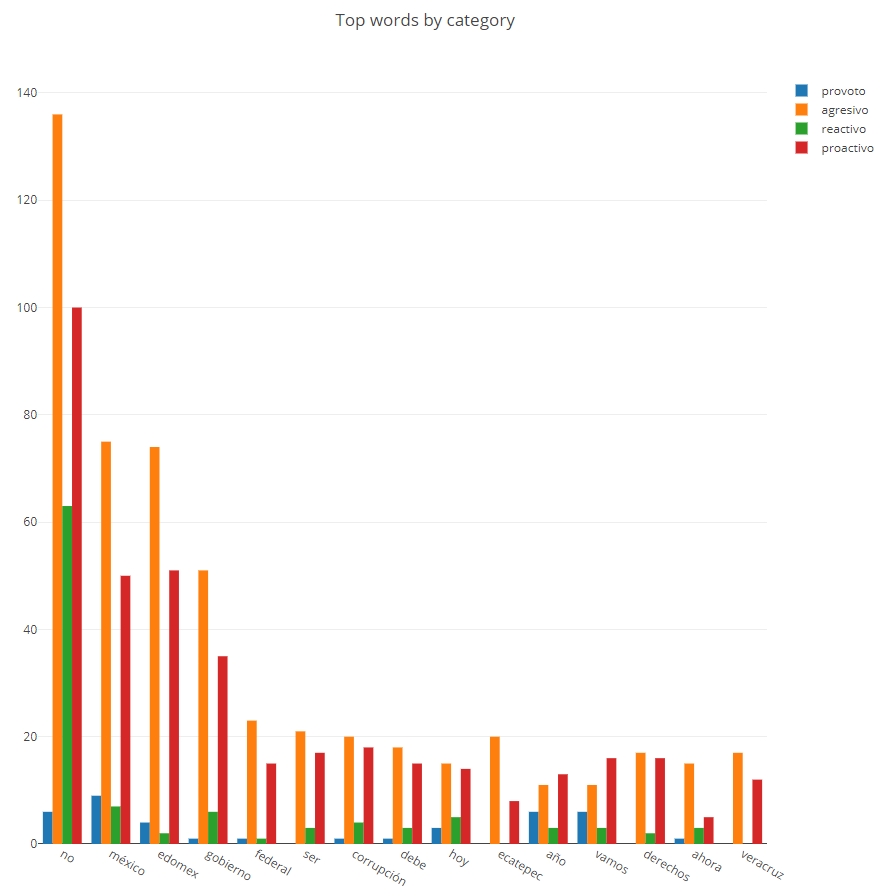 Top words by category
provoto
agresivo
reactivo
proactivo
140
120
100
80
60
40
20
0
no
méxico
edomex
gobierno
federal
ser
corrupción
debe
hoy
ecatepec
año
vamos
derechos
ahora
veracruz